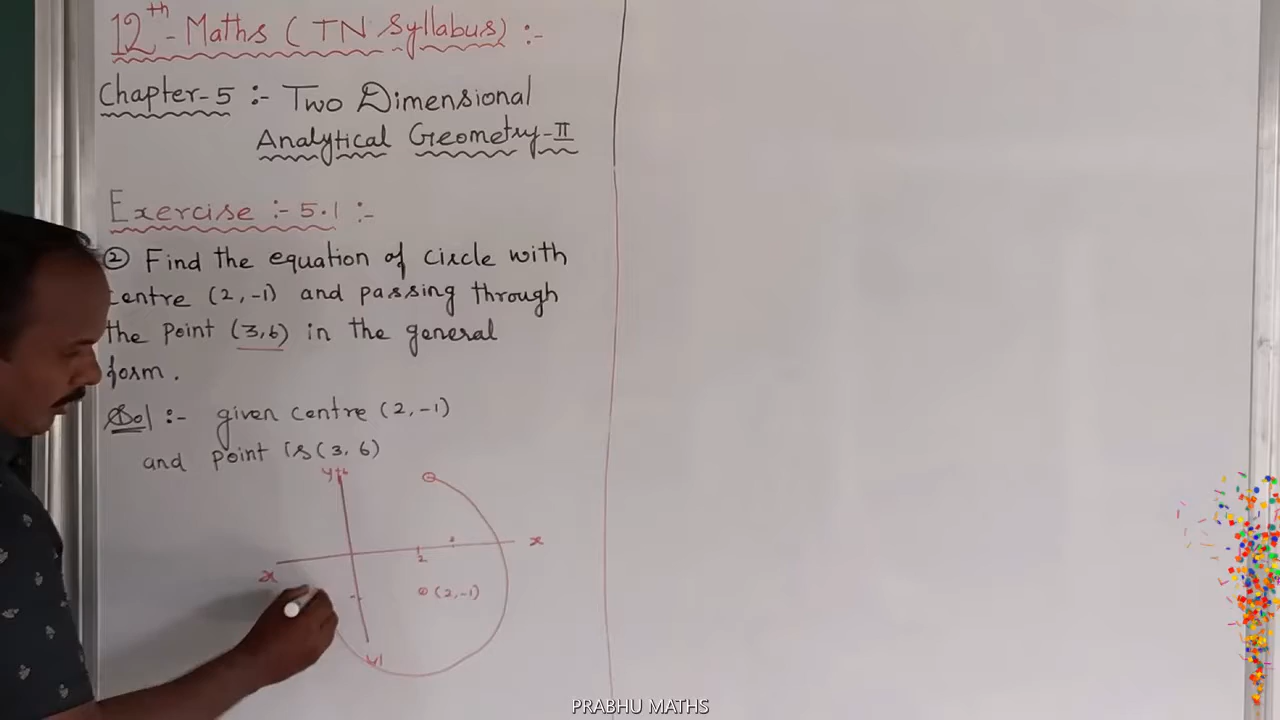 12th - Maths ( TN Syllabus) :-
Chapter-5 :- Two Dimensional
Analytical Geometry-II
Exercise :- 5.1 :-
② Find the equation of circle with
centre (2,-1) and passing through
the point (3,6) in the general
form.
Sol :- given centre (2,-1)
and point is (3, 6)
y
6
x
2
x
(2,-1)
y1
PRABHU MATHS